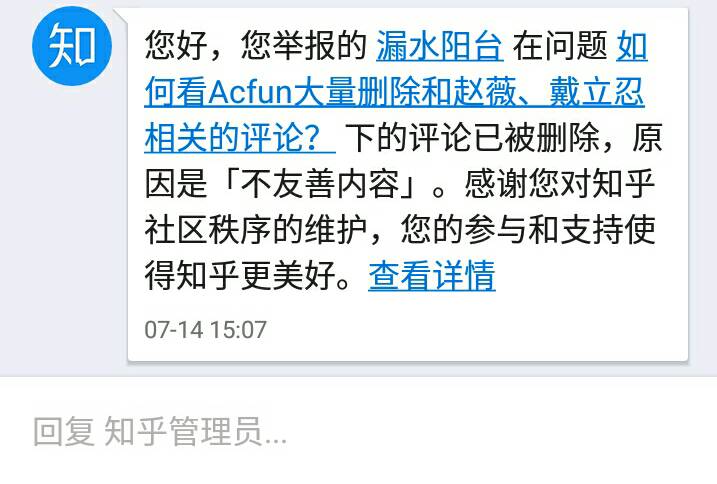 知
您好，您举报的 漏水阳台 在问题 如
何看Acfun大量删除和赵薇、戴立忍
相关的评论？ 下的评论已被删除，原
因是「不友善内容」。感谢您对知乎
社区秩序的维护，您的参与和支持使
得知乎更美好。查看详情
07-14 15:07
回复 知乎管理员...